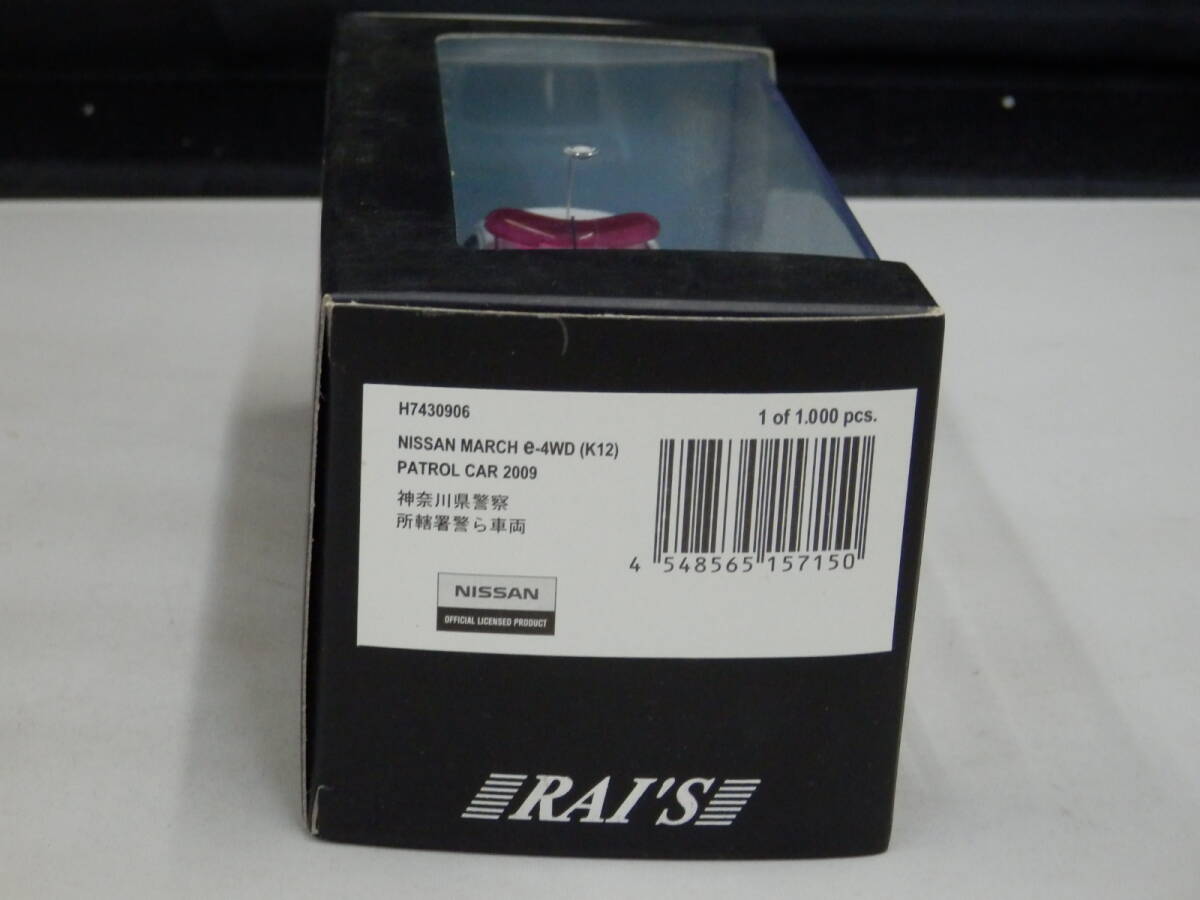 H7430906
1 of 1.000 pcs.
NISSAN MARCH e-4WD (K12)
PATROL CAR 2009
神奈川県警察
所轄署警ら車両
4 548565 157150
NISSAN
OFFICIAL LICENSED PRODUCT
RAI'S